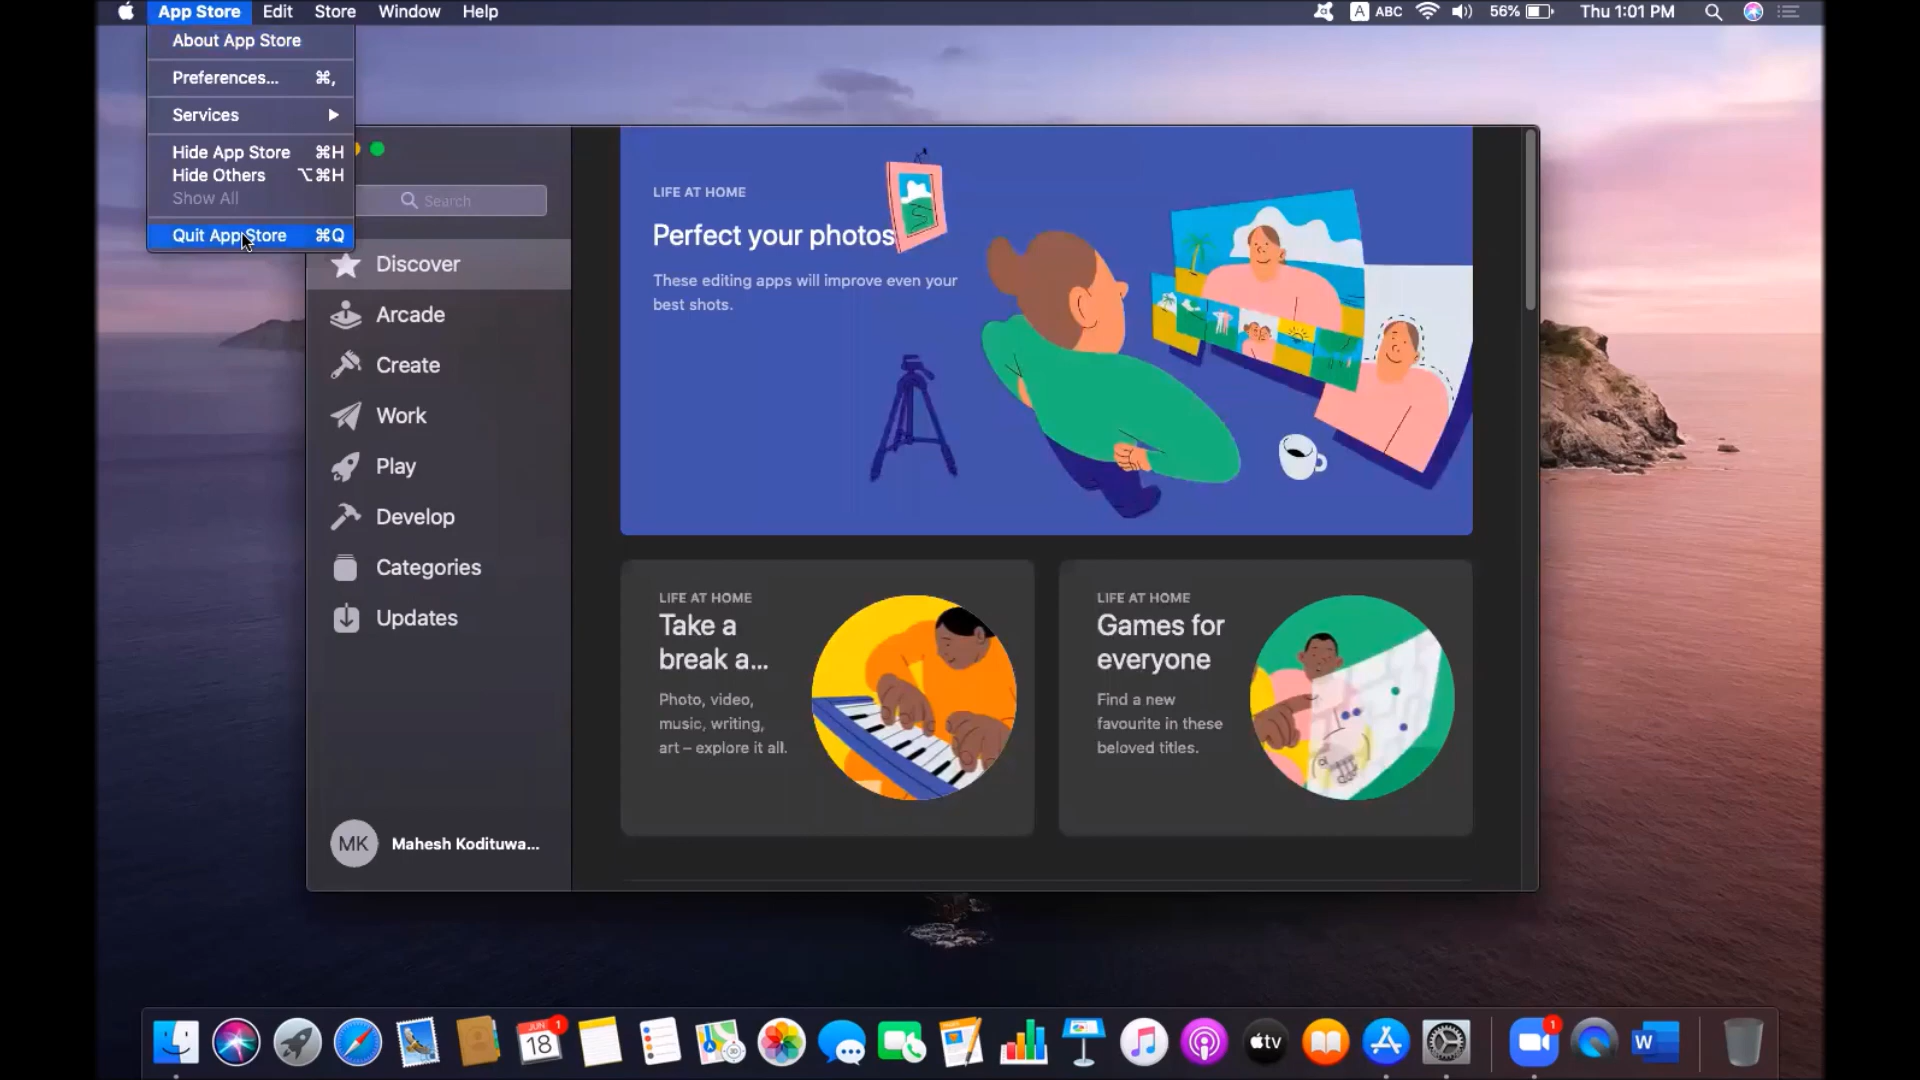 App Store Edit Store Window Help
A ABC 56% Thu 1:01 PM
About App Store
Preferences... ⌘,
Services ▶
Hide App Store ⌘H
Hide Others ⌥⌘H
Show All
Quit App Store ⌘Q
Search
Discover
Arcade
Create
Work
Play
Develop
Categories
Updates
MK Mahesh Kodituwa...
LIFE AT HOME
Perfect your photos
These editing apps will improve even your
best shots.
LIFE AT HOME
Take a
break a...
Photo, video,
music, writing,
art – explore it all.
LIFE AT HOME
Games for
everyone
Find a new
favourite in these
beloved titles.
JUN
18
1
tv
1
W